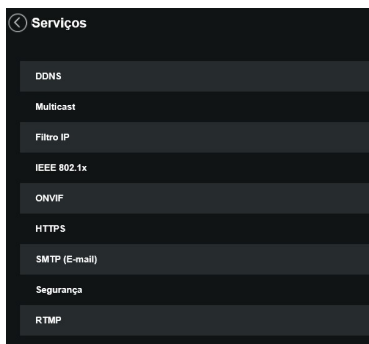 Serviços
DDNS
Multicast
Filtro IP
IEEE 802.1x
ONVIF
HTTPS
SMTP (E-mail)
Segurança
RTMP